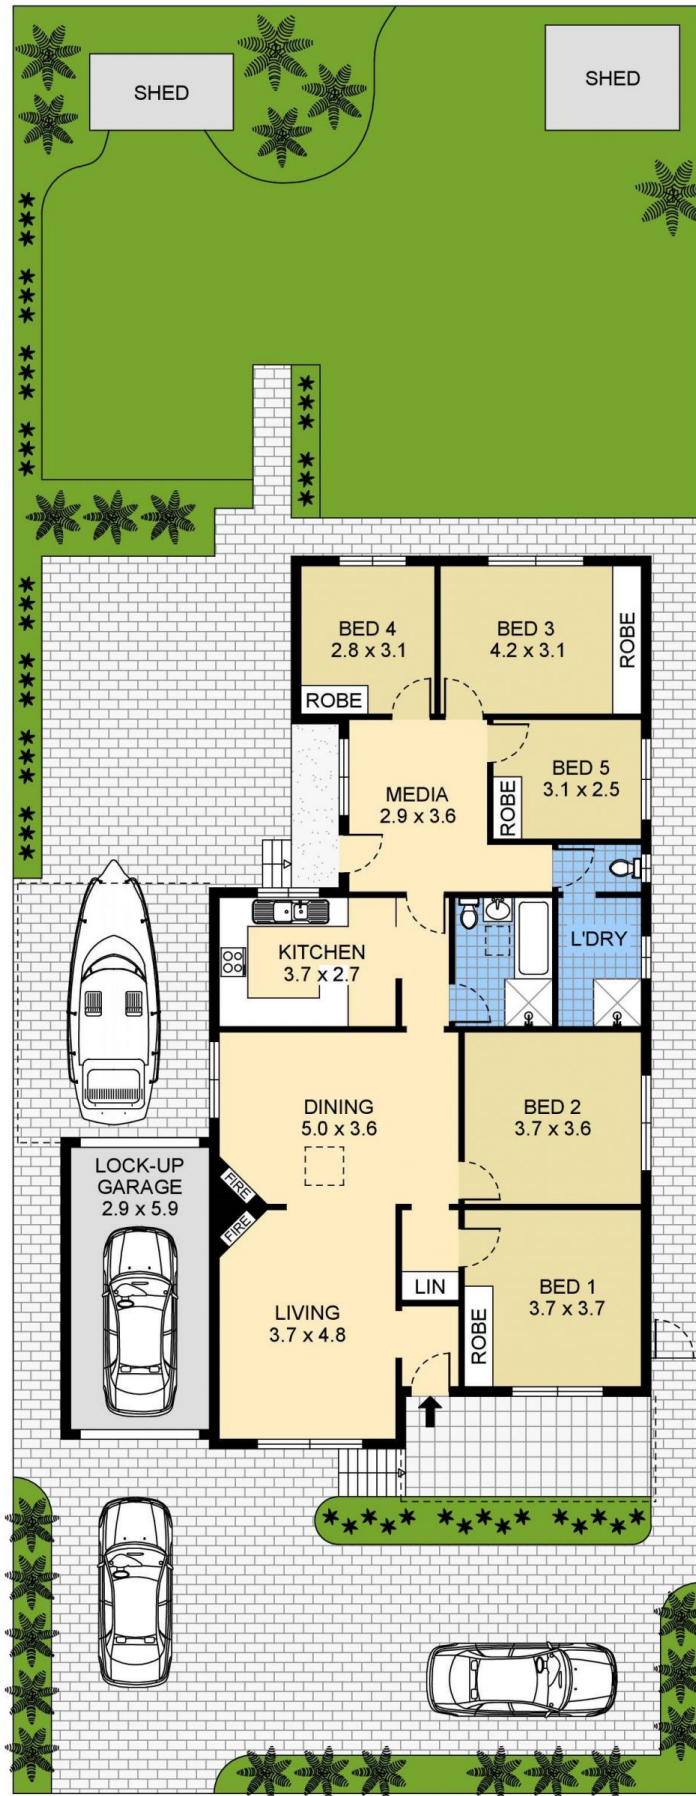 SHED
SHED
BED 4
2.8 x 3.1
ROBE
BED 3
4.2 x 3.1
ROBE
MEDIA
2.9 x 3.6
BED 5
3.1 x 2.5
ROBE
KITCHEN
3.7 x 2.7
L'DRY
DINING
5.0 x 3.6
BED 2
3.7 x 3.6
LOCK-UP
GARAGE
2.9 x 5.9
FIRE
FIRE
LIN
LIVING
3.7 x 4.8
BED 1
3.7 x 3.7
ROBE